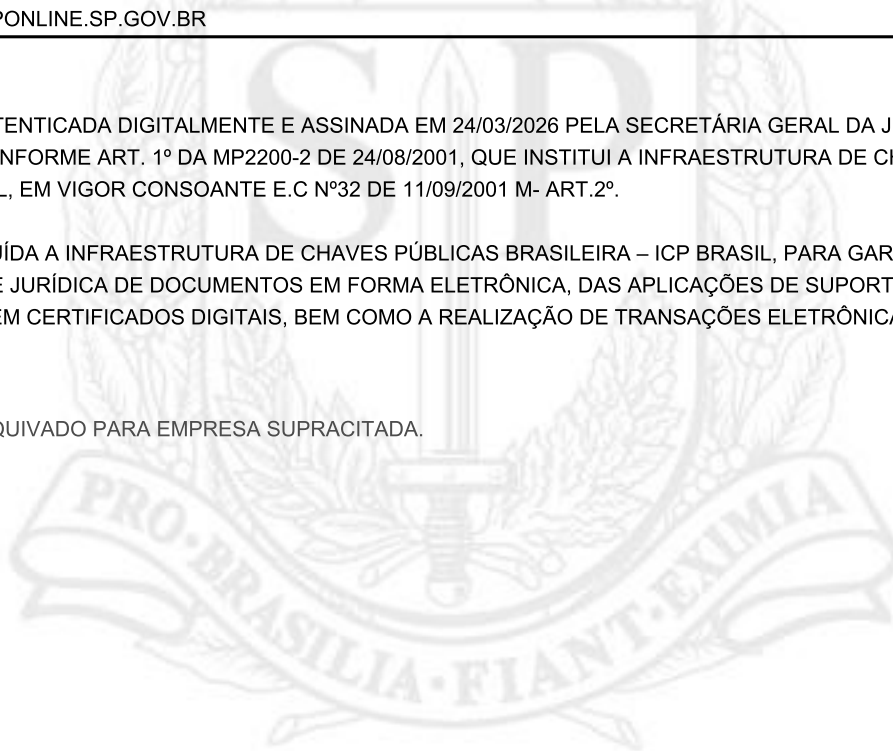 PONLINE.SP.GOV.BR
TENTICADA DIGITALMENTE E ASSINADA EM 24/03/2026 PELA SECRETÁRIA GERAL DA J
NFORME ART. 1º DA MP2200-2 DE 24/08/2001, QUE INSTITUI A INFRAESTRUTURA DE CH
L, EM VIGOR CONSOANTE E.C Nº32 DE 11/09/2001 M- ART.2º.
UÍDA A INFRAESTRUTURA DE CHAVES PÚBLICAS BRASILEIRA – ICP BRASIL, PARA GAR
E JURÍDICA DE DOCUMENTOS EM FORMA ELETRÔNICA, DAS APLICAÇÕES DE SUPORT
EM CERTIFICADOS DIGITAIS, BEM COMO A REALIZAÇÃO DE TRANSAÇÕES ELETRÔNICA
QUIVADO PARA EMPRESA SUPRACITADA.
SP
PRO·BRASILIA·FIANT·EXIMIA